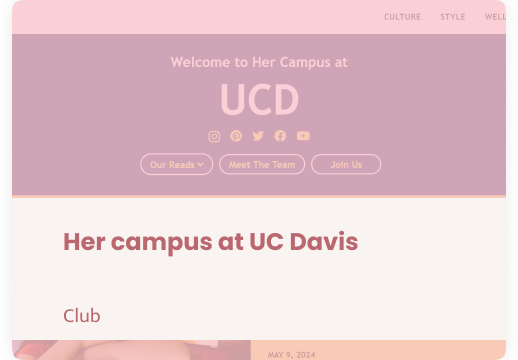 CULTURE STYLE
Welcome to Her Campus at
UCD
Our Reads Meet The Team Join Us
Her campus at UC Davis
Club
MAY 9, 2024